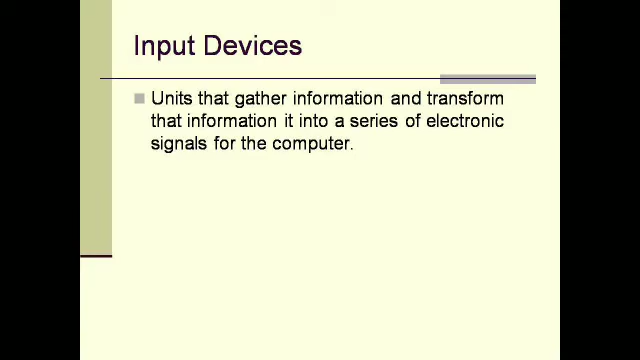 Input Devices
Units that gather information and transform
that information it into a series of electronic
signals for the computer.